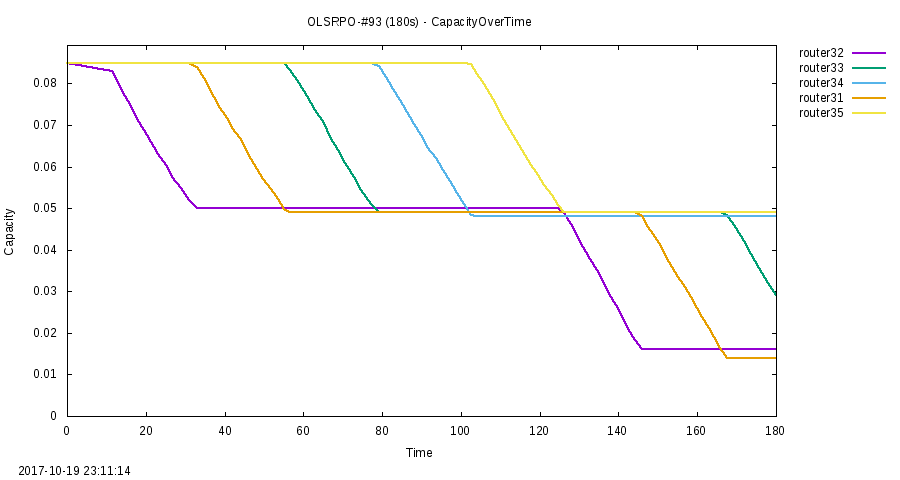 OLSRPO-#93 (180s) - CapacityOverTime
router32
router33
router34
router31
router35
0.08
0.07
0.06
0.05
0.04
0.03
0.02
0.01
0
Capacity
0 20 40 60 80 100 120 140 160 180
Time
2017-10-19 23:11:14